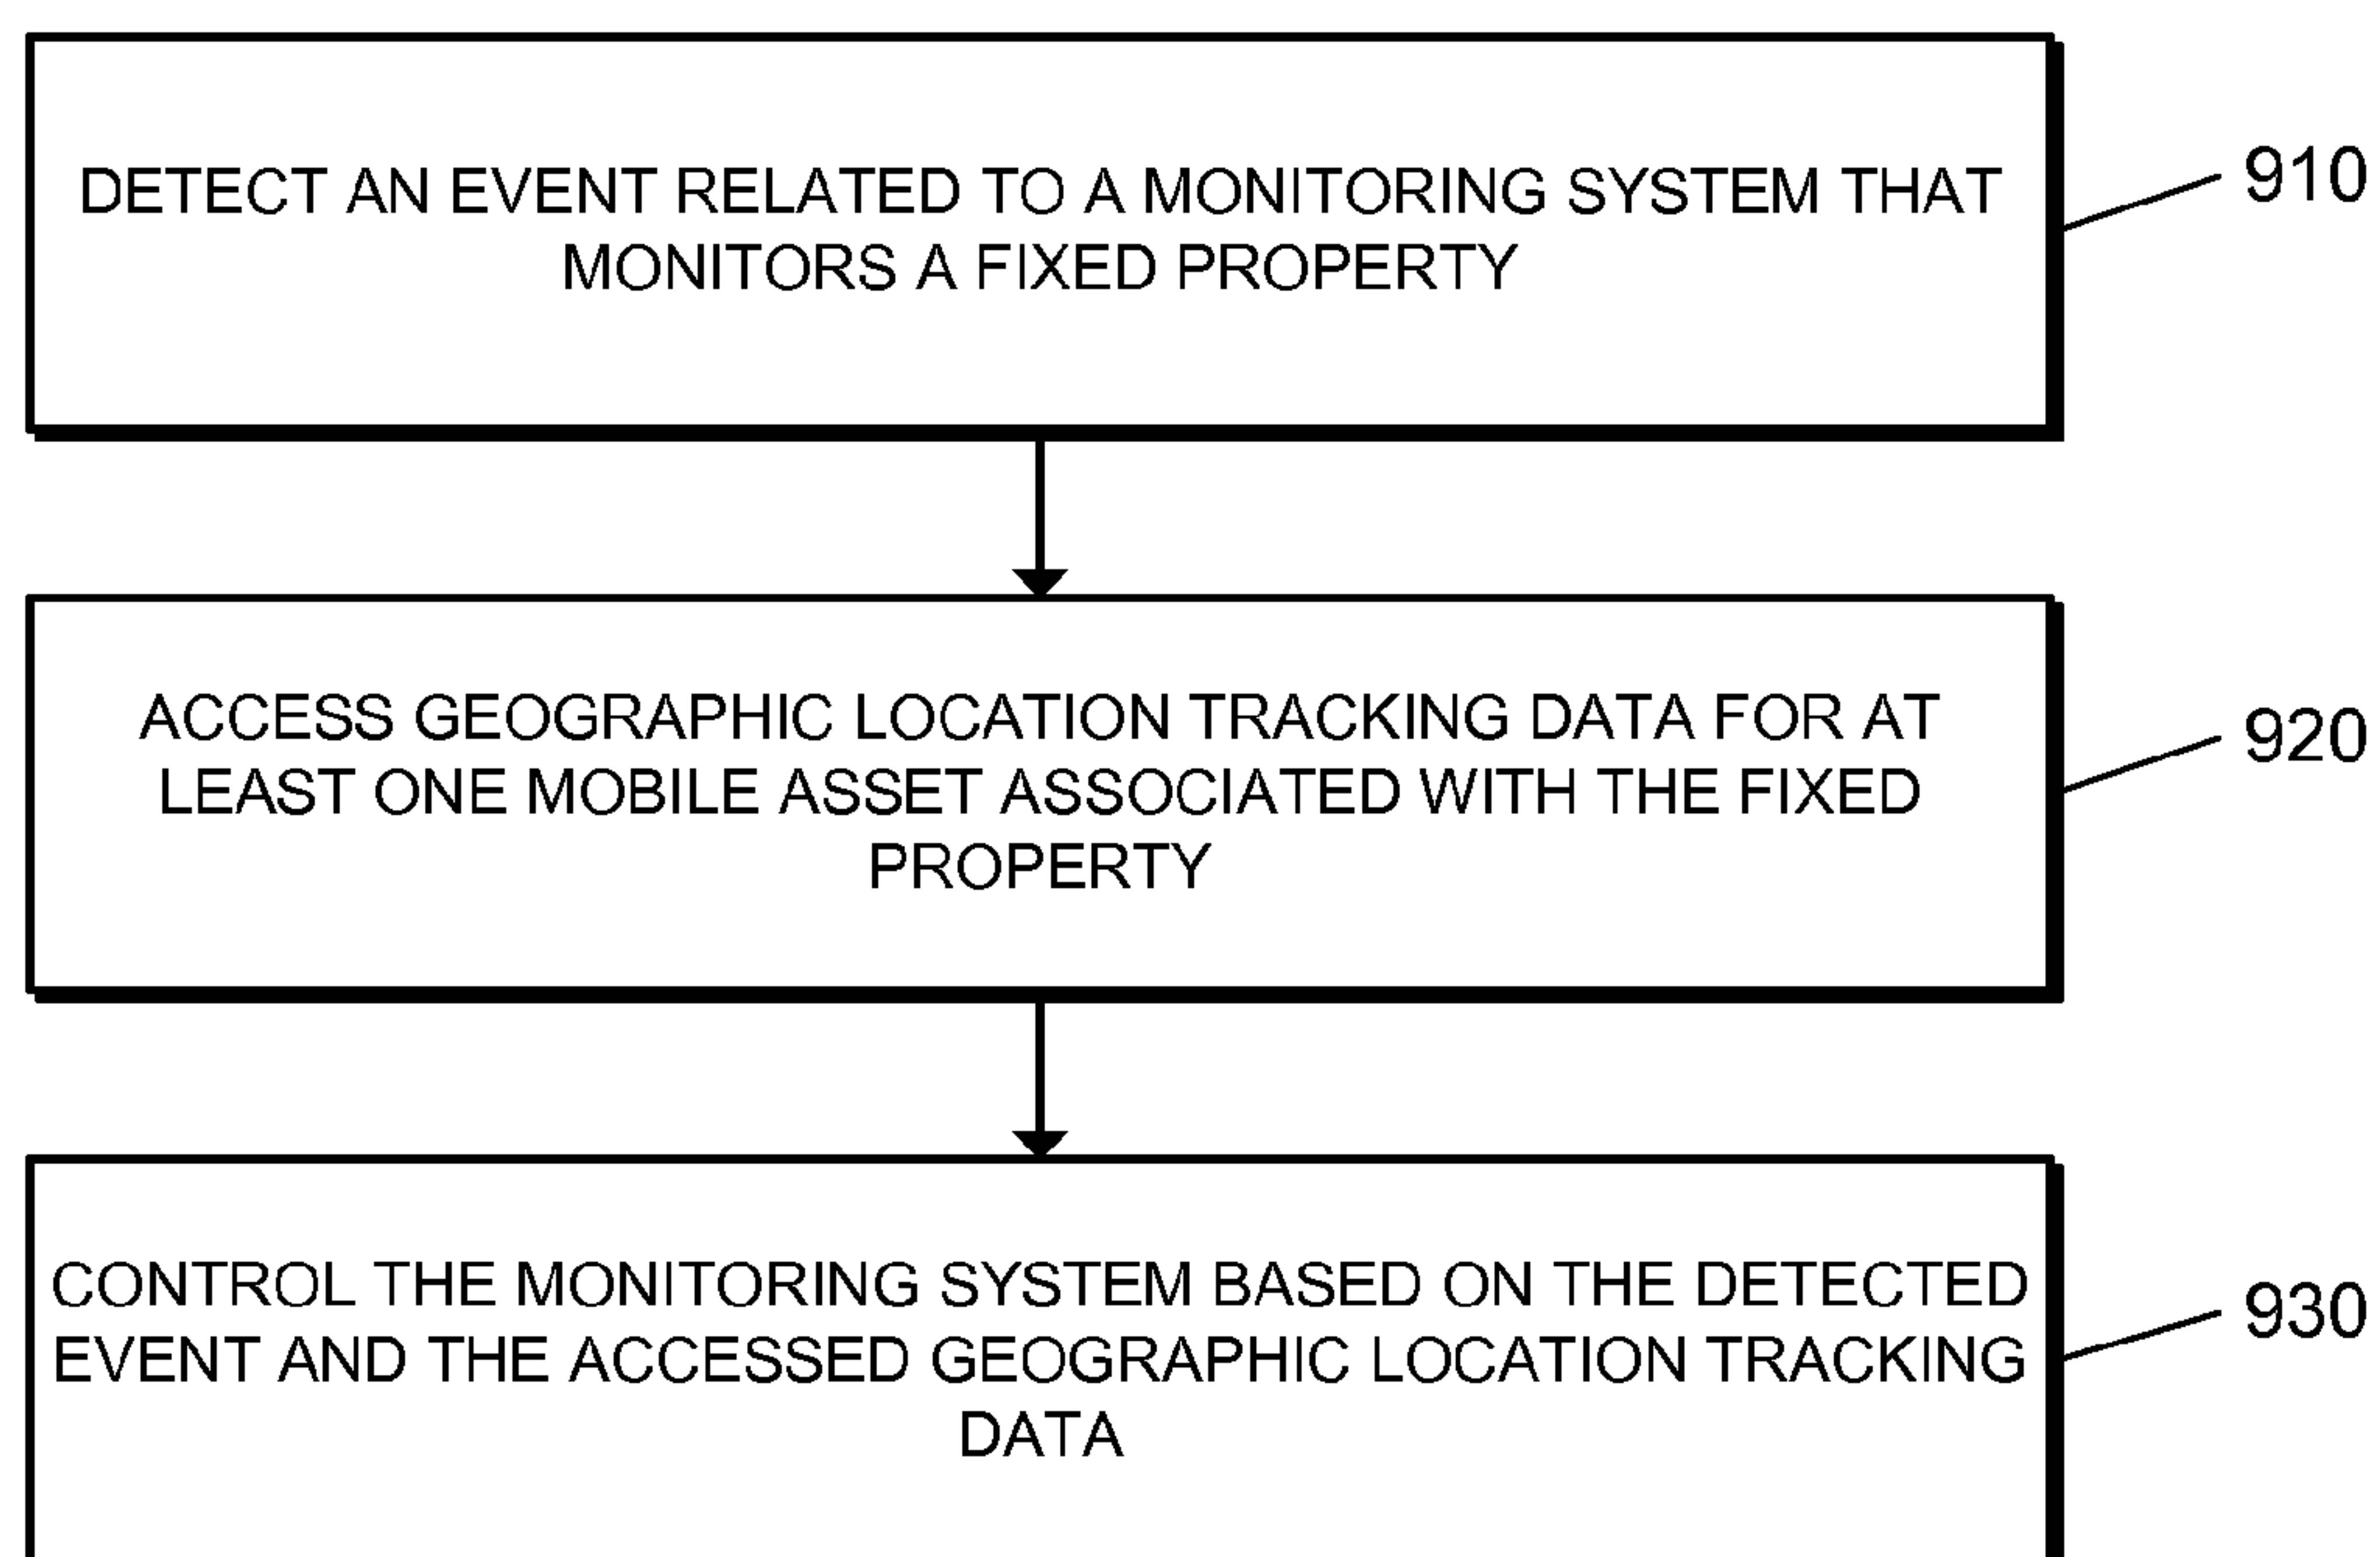 DETECT AN EVENT RELATED TO A MONITORING SYSTEM THAT
MONITORS A FIXED PROPERTY
910
ACCESS GEOGRAPHIC LOCATION TRACKING DATA FOR AT
LEAST ONE MOBILE ASSET ASSOCIATED WITH THE FIXED
PROPERTY
920
CONTROL THE MONITORING SYSTEM BASED ON THE DETECTED
EVENT AND THE ACCESSED GEOGRAPHIC LOCATION TRACKING
DATA
930